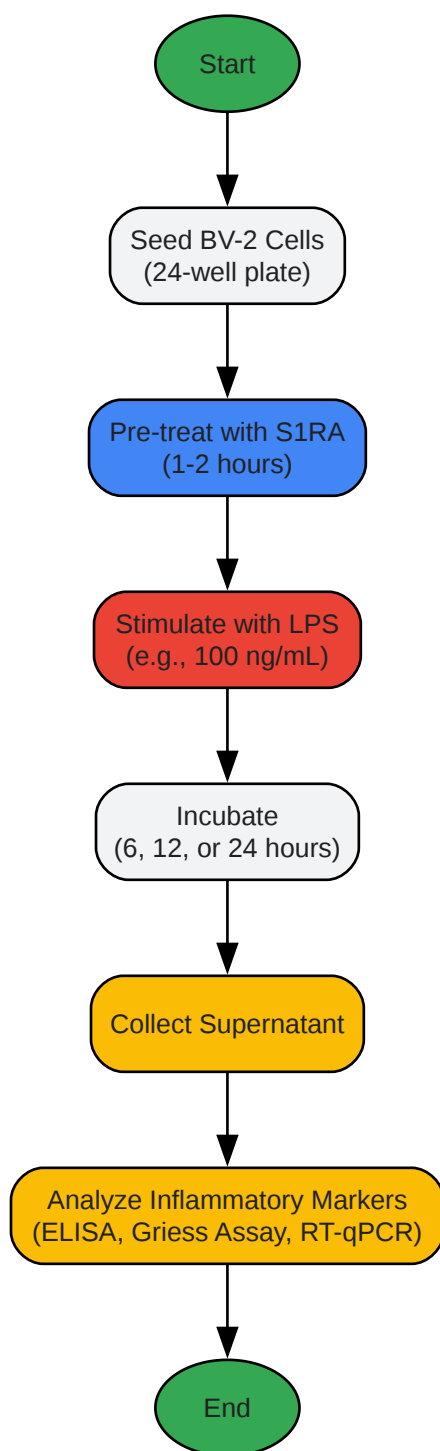 Start
Seed BV-2 Cells
(24-well plate)
Pre-treat with S1RA
(1-2 hours)
Stimulate with LPS
(e.g., 100 ng/mL)
Incubate
(6, 12, or 24 hours)
Collect Supernatant
Analyze Inflammatory Markers
(ELISA, Griess Assay, RT-qPCR)
End